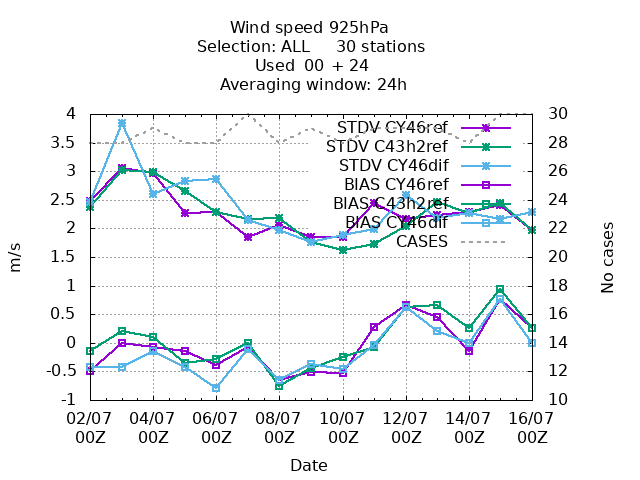 Wind speed 925hPa
Selection: ALL 30 stations
Used 00 + 24
Averaging window: 24h
4
3.5
3
2.5
2
1.5
1
0.5
0
-0.5
-1
30
28
26
24
22
20
18
16
14
12
10
m/s
No cases
STDV CY46ref
STDV C43h2ref
STDV CY46dif
BIAS CY46ref
BIAS C43h2ref
BIAS CY46dif
CASES
02/07 04/07 06/07 08/07 10/07 12/07 14/07 16/07
00Z 00Z 00Z 00Z 00Z 00Z 00Z 00Z
Date